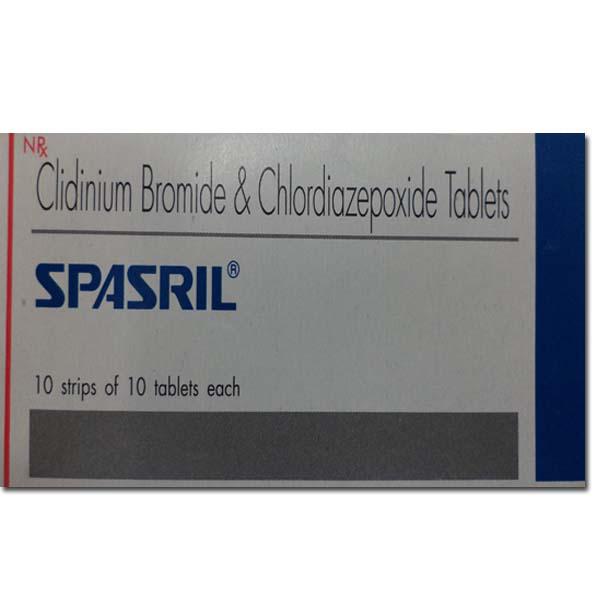 NRx
Clidinium Bromide & Chlordiazepoxide Tablets
SPASRIL®
10 strips of 10 tablets each